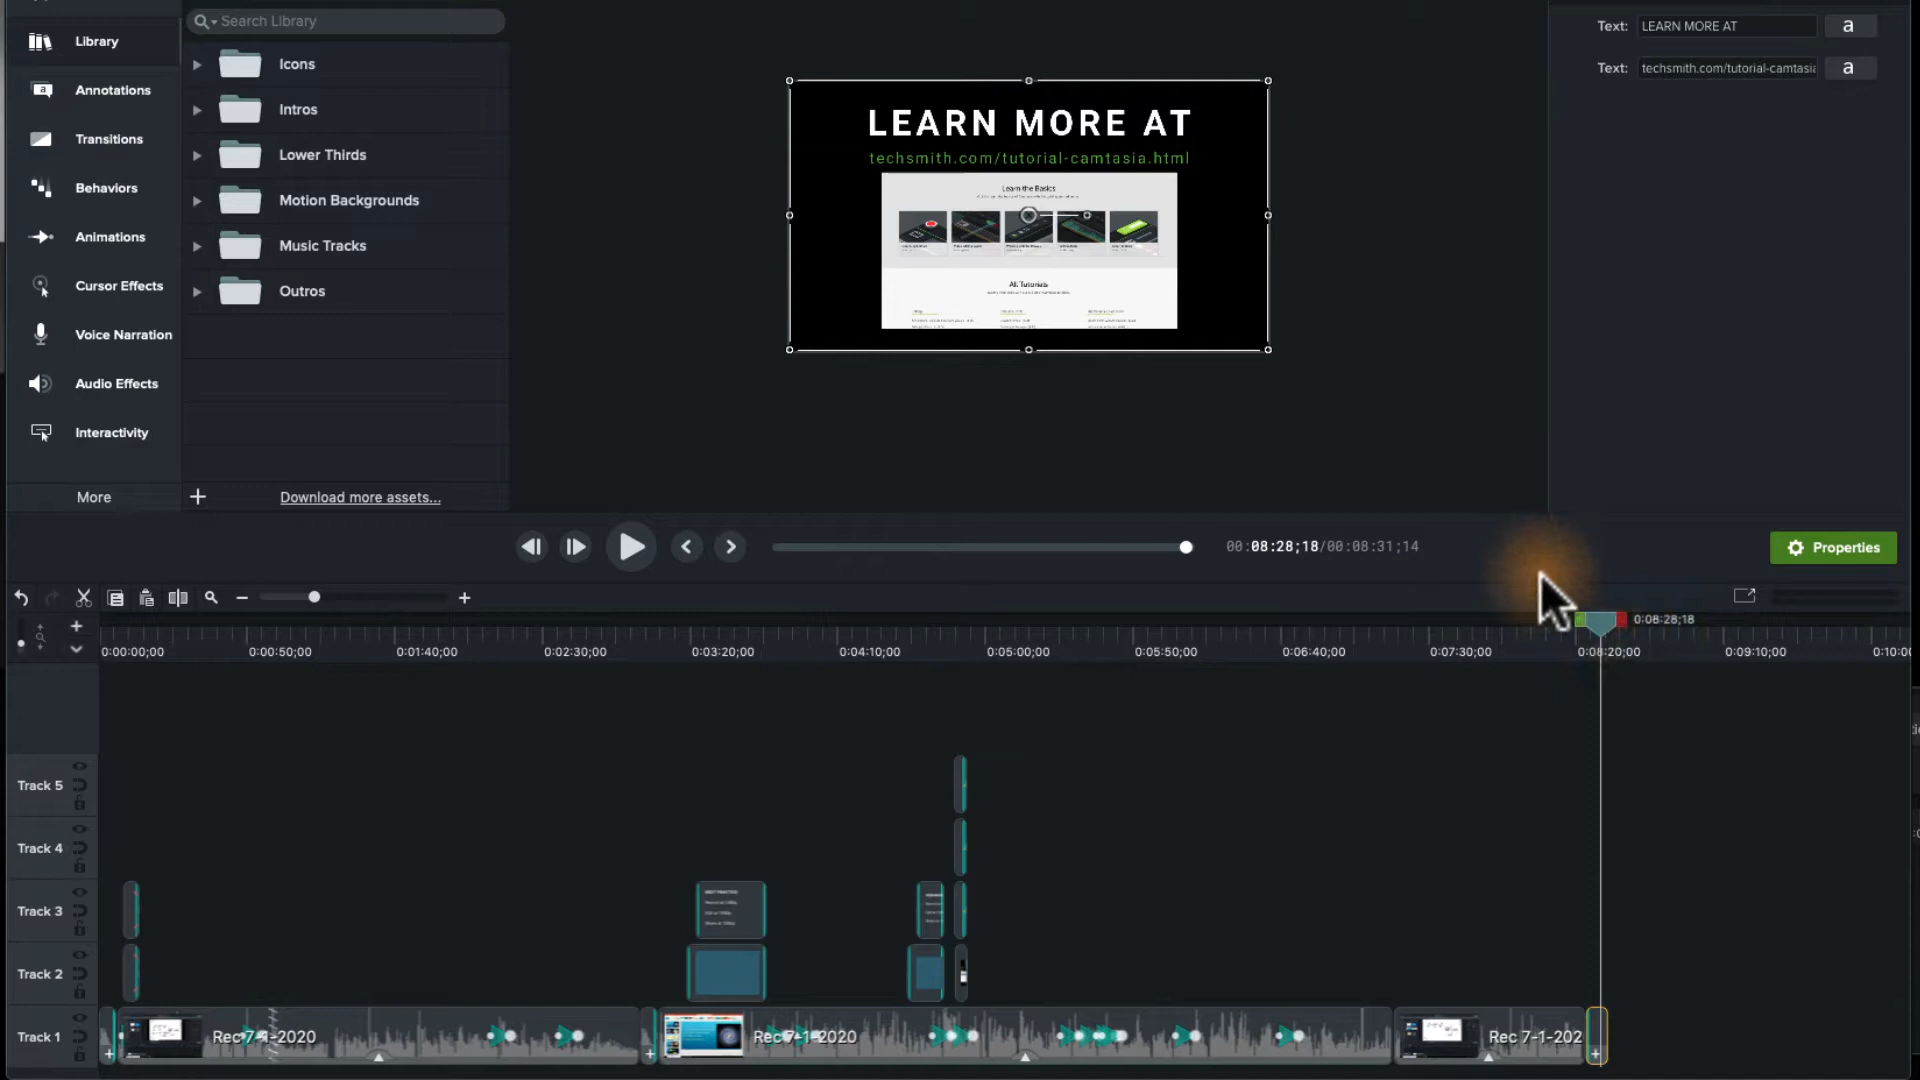 Library
Search Library
Text: LEARN MORE AT a
Text: techsmith.com/tutorial-camtasia a
Annotations
Transitions
Behaviors
Animations
Cursor Effects
Voice Narration
Audio Effects
Interactivity
More
Icons
Intros
Lower Thirds
Motion Backgrounds
Music Tracks
Outros
Download more assets...
LEARN MORE AT
techsmith.com/tutorial-camtasia.html
Learn the Basics
All Tutorials
00:08:28;18/00:08:31;14
Properties
0:08:28;18
0:00:00;00 0:00:50;00 0:01:40;00 0:02:30;00 0:03:20;00 0:04:10;00 0:05:00;00 0:05:50;00 0:06:40;00 0:07:30;00 0:08:20;00 0:09:10;00 0:10:00
Track 5
Track 4
Track 3
Track 2
Track 1
Rec 7-1-2020
Rec 7-1-2020
Rec 7-1-202